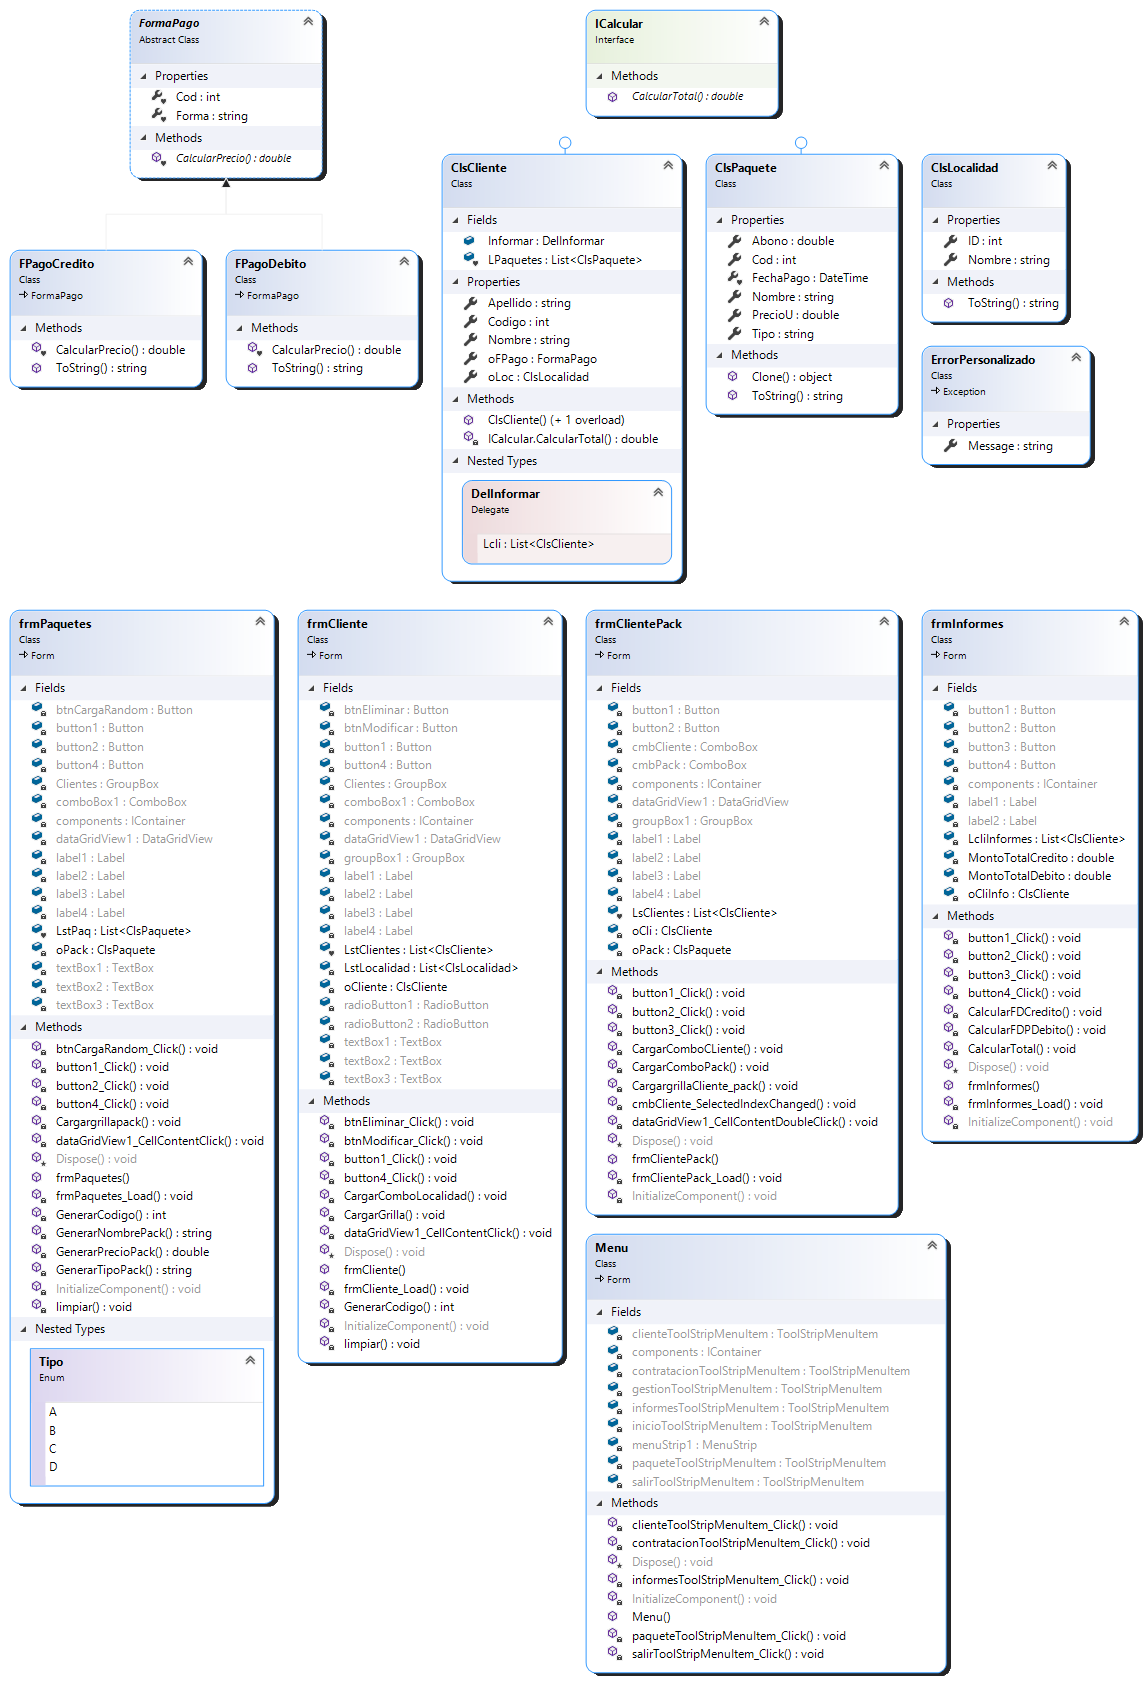 FormaPago
Abstract Class
Properties
Cod : int
Forma : string
Methods
CalcularPrecio() : double
ICalcular
Interface
Methods
CalcularTotal() : double
FPagoCredito
Class
FormaPago
Methods
CalcularPrecio() : double
ToString() : string
FPagoDebito
Class
FormaPago
Methods
CalcularPrecio() : double
ToString() : string
ClsCliente
Class
Fields
Informar : DelInformar
LPaquetes : List<ClsPaquete>
Properties
Apellido : string
Codigo : int
Nombre : string
oFPago : FormaPago
oLoc : ClsLocalidad
Methods
ClsCliente() (+ 1 overload)
ICalcular.CalcularTotal() : double
Nested Types
DelInformar
Delegate
Lcli : List<ClsCliente>
ClsPaquete
Class
Properties
Abono : double
Cod : int
FechaPago : DateTime
Nombre : string
PrecioU : double
Tipo : string
Methods
Clone() : object
ToString() : string
ClsLocalidad
Class
Properties
ID : int
Nombre : string
Methods
ToString() : string
ErrorPersonalizado
Class
Exception
Properties
Message : string
frmPaquetes
Class
Form
Fields
btnCargaRandom : Button
button1 : Button
button2 : Button
button4 : Button
Clientes : GroupBox
comboBox1 : ComboBox
components : IContainer
dataGridView1 : DataGridView
label1 : Label
label2 : Label
label3 : Label
label4 : Label
LstPaq : List<ClsPaquete>
oPack : ClsPaquete
textBox1 : TextBox
textBox2 : TextBox
textBox3 : TextBox
Methods
btnCargaRandom_Click() : void
button1_Click() : void
button2_Click() : void
button4_Click() : void
Cargargrillapack() : void
dataGridView1_CellContentClick() : void
Dispose() : void
frmPaquetes()
frmPaquetes_Load() : void
GenerarCodigo() : int
GenerarNombrePack() : string
GenerarPrecioPack() : double
GenerarTipoPack() : string
InitializeComponent() : void
limpiar() : void
Nested Types
Tipo
Enum
A
B
C
D
frmCliente
Class
Form
Fields
btnEliminar : Button
btnModificar : Button
button1 : Button
button4 : Button
Clientes : GroupBox
comboBox1 : ComboBox
components : IContainer
dataGridView1 : DataGridView
groupBox1 : GroupBox
label1 : Label
label2 : Label
label3 : Label
label4 : Label
LstClientes : List<ClsCliente>
LstLocalidad : List<ClsLocalidad>
oCliente : ClsCliente
radioButton1 : RadioButton
radioButton2 : RadioButton
textBox1 : TextBox
textBox2 : TextBox
textBox3 : TextBox
Methods
btnEliminar_Click() : void
btnModificar_Click() : void
button1_Click() : void
button4_Click() : void
CargarComboLocalidad() : void
CargarGrilla() : void
dataGridView1_CellContentClick() : void
Dispose() : void
frmCliente()
frmCliente_Load() : void
GenerarCodigo() : int
InitializeComponent() : void
limpiar() : void
frmClientePack
Class
Form
Fields
button1 : Button
button2 : Button
cmbCliente : ComboBox
cmbPack : ComboBox
components : IContainer
dataGridView1 : DataGridView
groupBox1 : GroupBox
label1 : Label
label2 : Label
label3 : Label
label4 : Label
LsClientes : List<ClsCliente>
oCli : ClsCliente
oPack : ClsPaquete
Methods
button1_Click() : void
button2_Click() : void
button3_Click() : void
CargarComboCLiente() : void
CargarComboPack() : void
CargargrillaCliente_pack() : void
cmbCliente_SelectedIndexChanged() : void
dataGridView1_CellContentDoubleClick() : void
Dispose() : void
frmClientePack()
frmClientePack_Load() : void
InitializeComponent() : void
frmInformes
Class
Form
Fields
button1 : Button
button2 : Button
button3 : Button
button4 : Button
components : IContainer
label1 : Label
label2 : Label
LcliInformes : List<ClsCliente>
MontoTotalCredito : double
MontoTotalDebito : double
oCliInfo : ClsCliente
Methods
button1_Click() : void
button2_Click() : void
button3_Click() : void
button4_Click() : void
CalcularFDCredito() : void
CalcularFDPDebito() : void
CalcularTotal() : void
Dispose() : void
frmInformes()
frmInformes_Load() : void
InitializeComponent() : void
Menu
Class
Form
Fields
clienteToolStripMenuItem : ToolStripMenuItem
components : IContainer
contratacionToolStripMenuItem : ToolStripMenuItem
gestionToolStripMenuItem : ToolStripMenuItem
informesToolStripMenuItem : ToolStripMenuItem
inicioToolStripMenuItem : ToolStripMenuItem
menuStrip1 : MenuStrip
paqueteToolStripMenuItem : ToolStripMenuItem
salirToolStripMenuItem : ToolStripMenuItem
Methods
clienteToolStripMenuItem_Click() : void
contratacionToolStripMenuItem_Click() : void
Dispose() : void
informesToolStripMenuItem_Click() : void
InitializeComponent() : void
Menu()
paqueteToolStripMenuItem_Click() : void
salirToolStripMenuItem_Click() : void